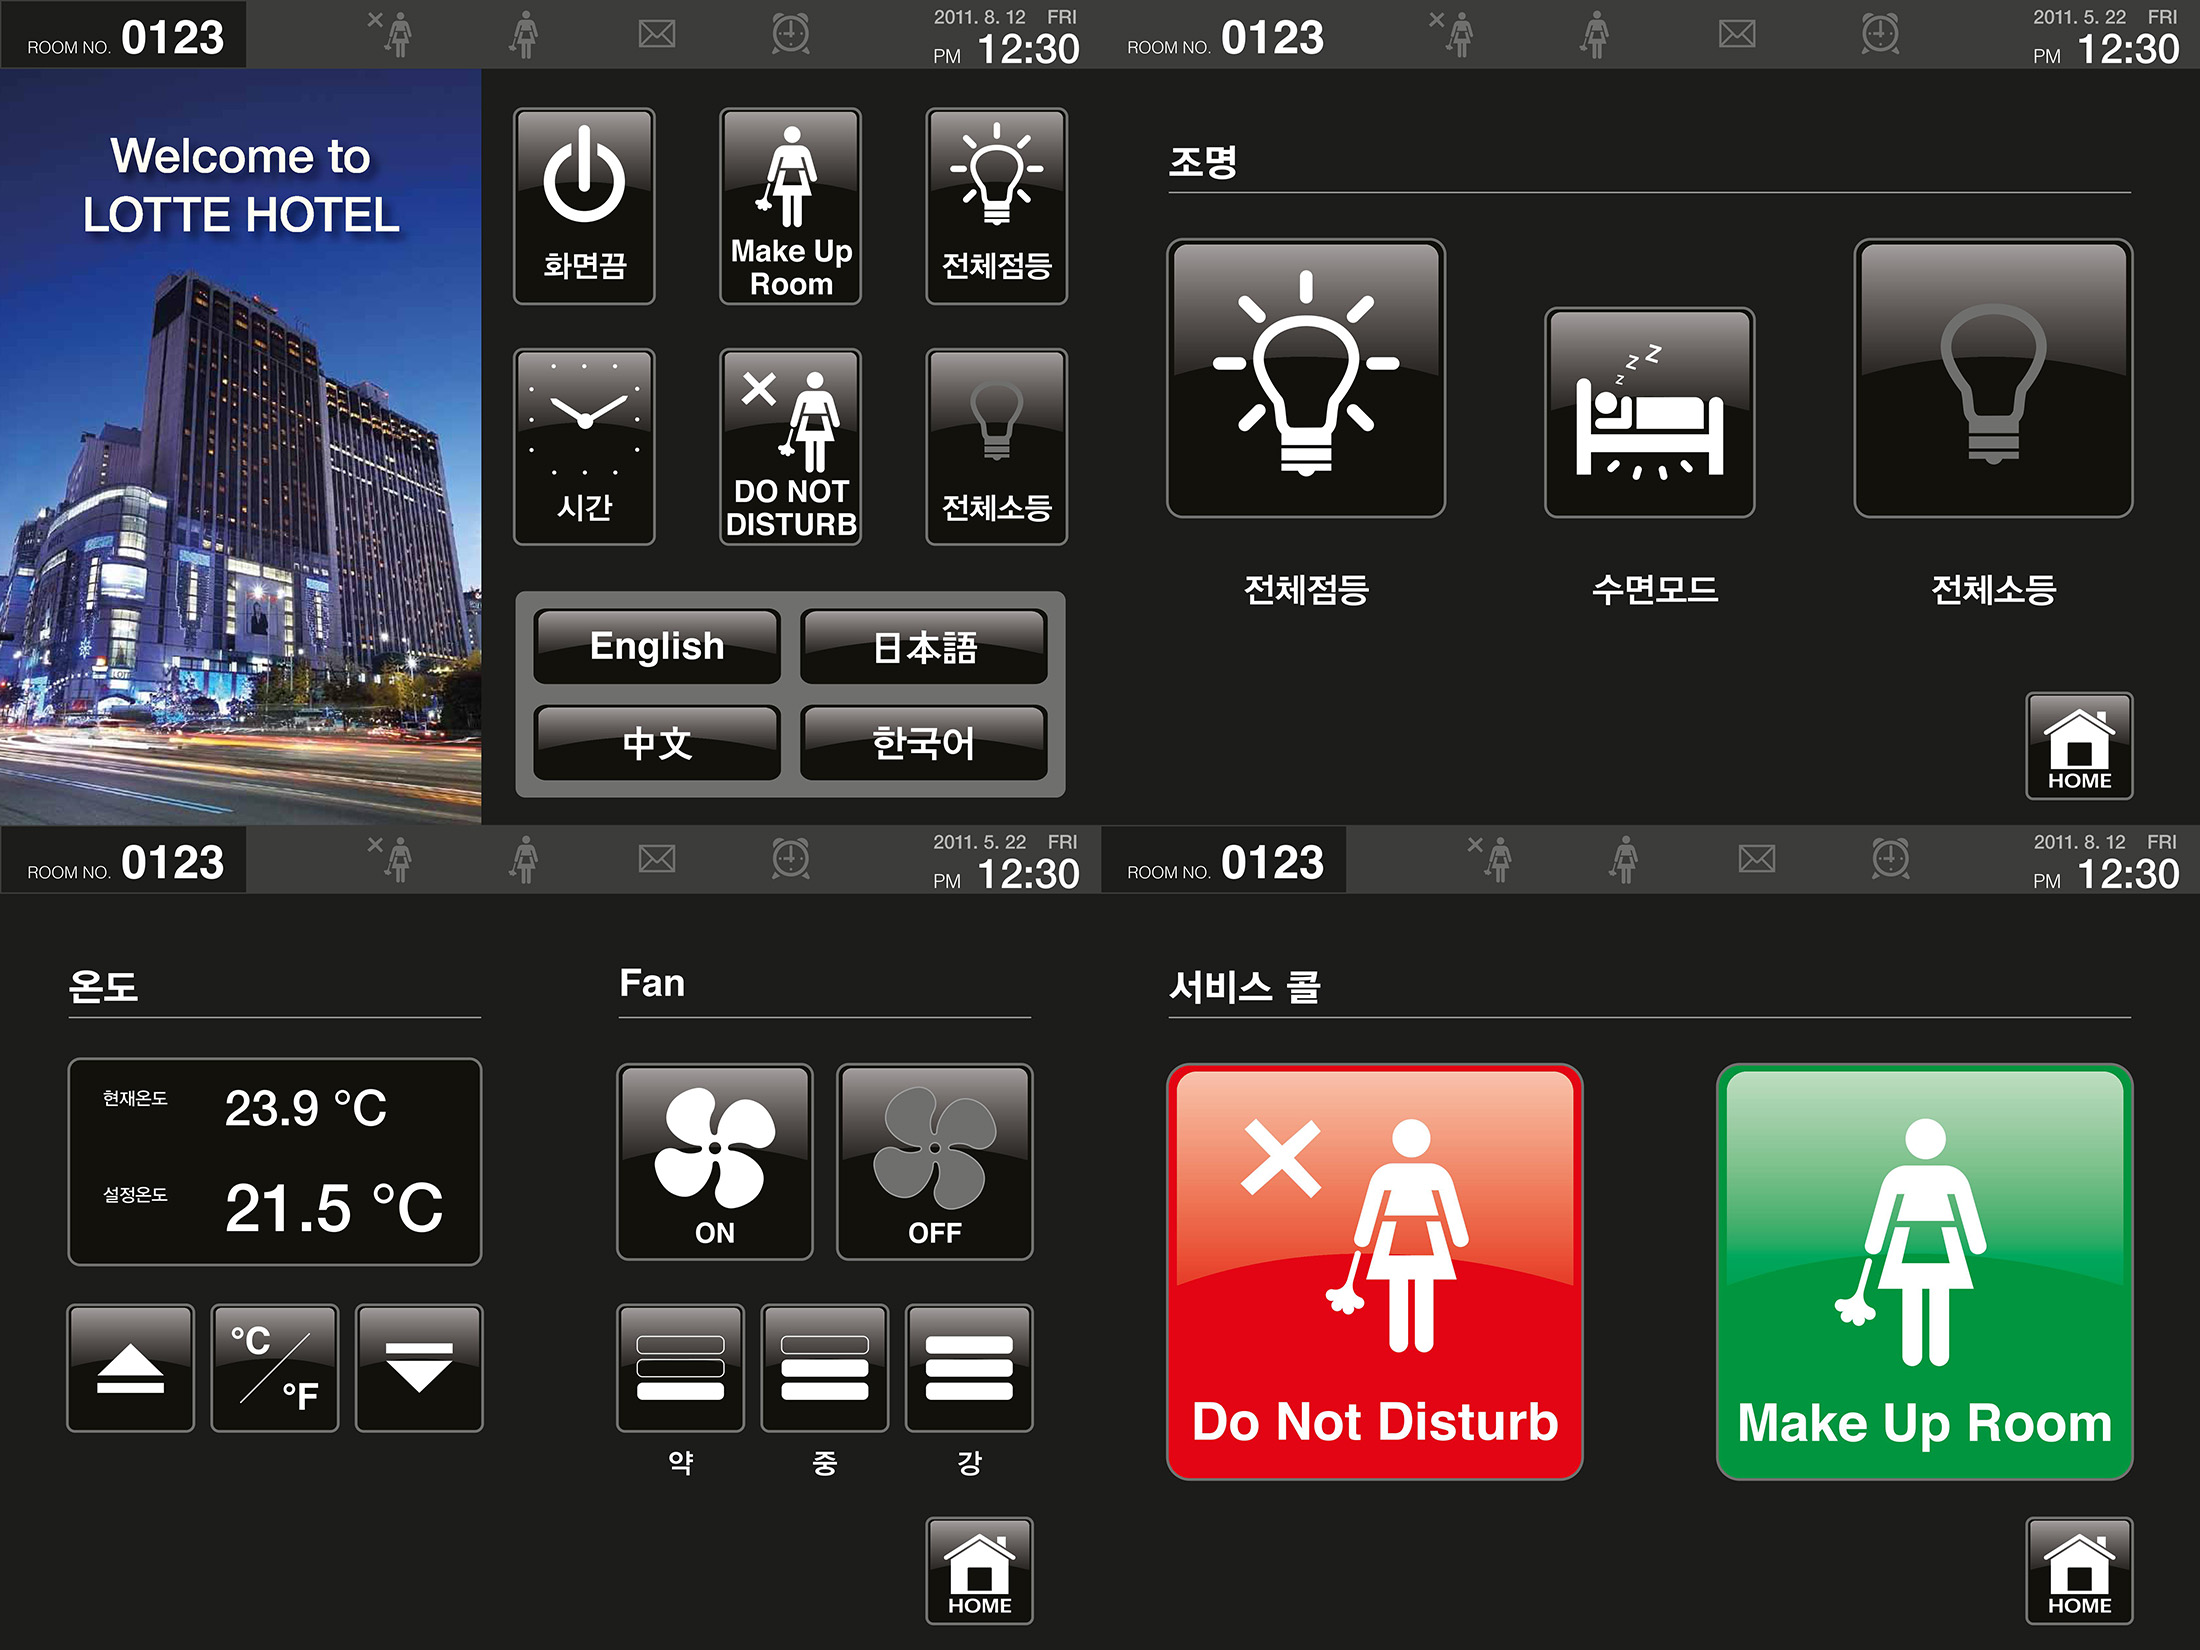 ROOM NO. 0123
2011. 8. 12 FRI
PM 12:30
Welcome to
LOTTE HOTEL
화면끔
Make Up
Room
전체점등
시간
DO NOT
DISTURB
전체소등
English
日本語
中文
한국어
ROOM NO. 0123
2011. 5. 22 FRI
PM 12:30
조명
z z Z
전체점등
수면모드
전체소등
HOME
ROOM NO. 0123
2011. 5. 22 FRI
PM 12:30
온도
현재온도 23.9 °C
설정온도 21.5 °C
°C
°F
Fan
ON
OFF
약
중
강
HOME
ROOM NO. 0123
2011. 8. 12 FRI
PM 12:30
서비스 콜
Do Not Disturb
Make Up Room
HOME